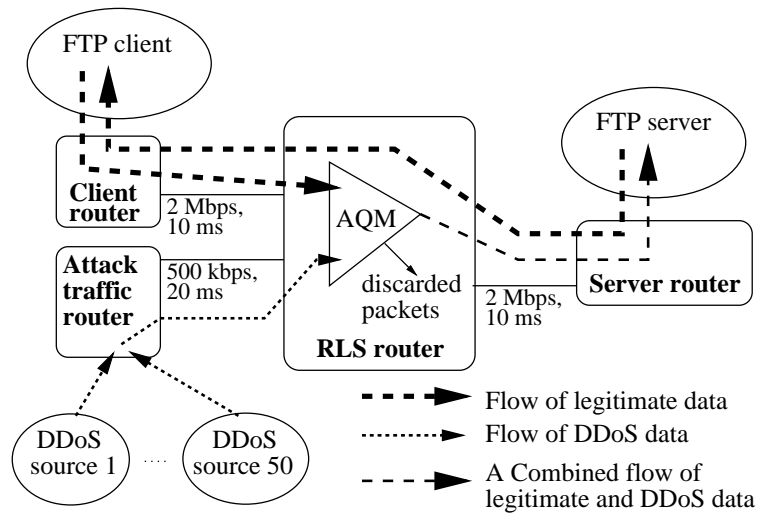 FTP client
FTP server
Client
router
2 Mbps,
10 ms
AQM
Attack
traffic
router
500 kbps,
20 ms
discarded
packets
2 Mbps,
10 ms
Server router
RLS router
DDoS
source 1
....
DDoS
source 50
Flow of legitimate data
Flow of DDoS data
A Combined flow of
legitimate and DDoS data